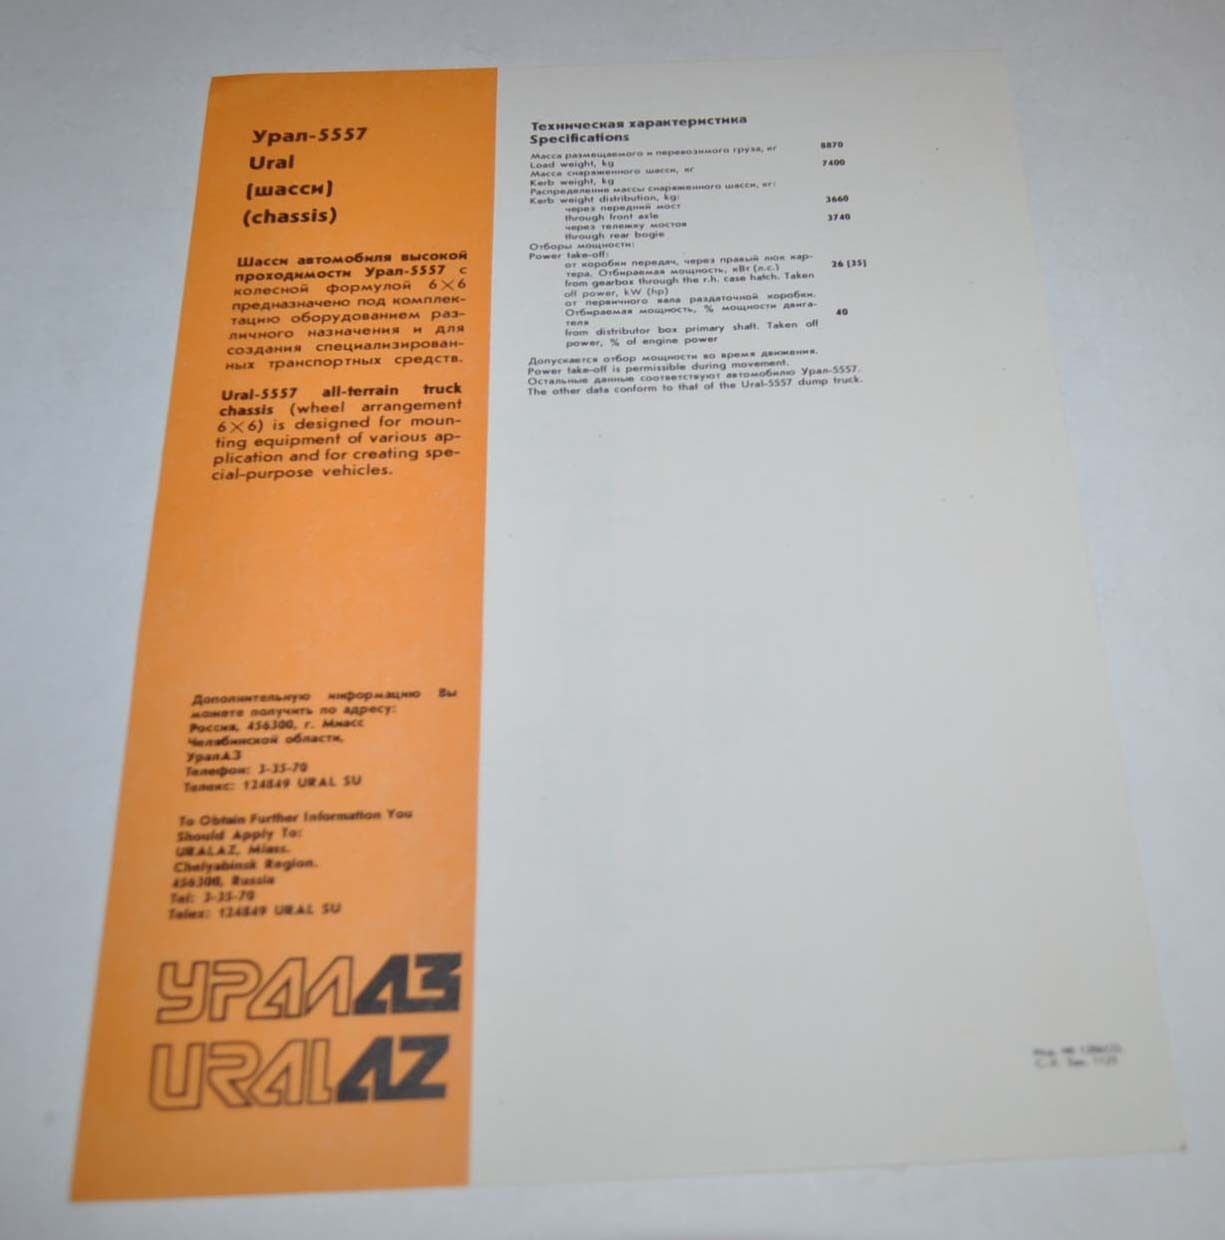 Урал-5557
Ural
(шасси)
(chassis)
Шасси автомобиля высокой
проходимости Урал-5557 с
колесной формулой 6×6
предназначено под комплек-
тацию оборудованием раз-
личного назначения и для
создания специализирован-
ных транспортных средств.
Ural-5557 all-terrain truck
chassis (wheel arrangement
6×6) is designed for moun-
ting equipment of various ap-
plication and for creating spe-
cial-purpose vehicles.
Дополнительную информацию Вы
можете получить по адресу:
Россия, 456300, г. Миасс
Челябинской области,
УралАЗ
Телефон: 3-35-70
Телекс: 124849 URAL SU
To Obtain Further Information You
Should Apply To:
URALAZ, Miass.
Chelyabinsk Region.
456300, Russia
Tel: 3-35-70
Telex: 124849 URAL SU
УРАЛАЗ
URALAZ
Техническая характеристика
Specifications
Масса размещаемого и перевозимого груза, кг 8870
Load weight, kg
Масса снаряженного шасси, кг 7400
Kerb weight, kg
Распределение массы снаряженного шасси, кг:
Kerb weight distribution, kg:
через передний мост 3660
through front axle
через тележку мостов 3740
through rear bogie
Отборы мощности:
Power take-off:
от коробки передач, через правый люк кар-
тера. Отбираемая мощность, кВт (л.с.) 26 (35)
from gearbox through the r.h. case hatch. Taken
off power, kW (hp)
от первичного вала раздаточной коробки.
Отбираемая мощность, % мощности двига-
теля 40
from distributor box primary shaft. Taken off
power, % of engine power
Допускается отбор мощности во время движения.
Power take-off is permissible during movement.
Остальные данные соответствуют автомобилю Урал-5557.
The other data conform to that of the Ural-5557 dump truck.